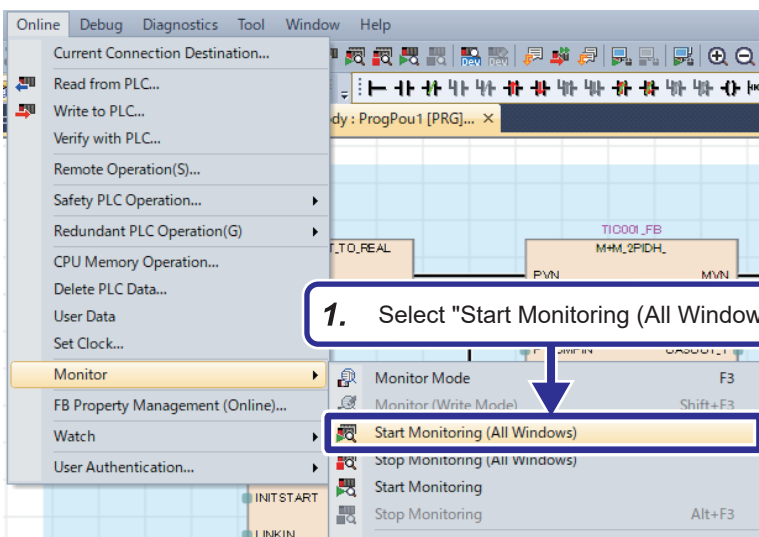 Online Debug Diagnostics Tool Window Help
Current Connection Destination...
Read from PLC...
Write to PLC...
Verify with PLC...
dy : ProgPou1 [PRG]... ×
Remote Operation(S)...
Safety PLC Operation...
Redundant PLC Operation(G)
TIC001_FB
T_TO_REAL
M+M_2PIDH_
CPU Memory Operation...
PVN MVN
Delete PLC Data...
User Data
1. Select "Start Monitoring (All Window
Set Clock...
Monitor
Monitor Mode F3
FB Property Management (Online)...
Monitor (Write Mode) Shift+F3
Watch
Start Monitoring (All Windows)
User Authentication...
Stop Monitoring (All Windows)
Start Monitoring
INITSTART
Stop Monitoring Alt+F3
LINKIN